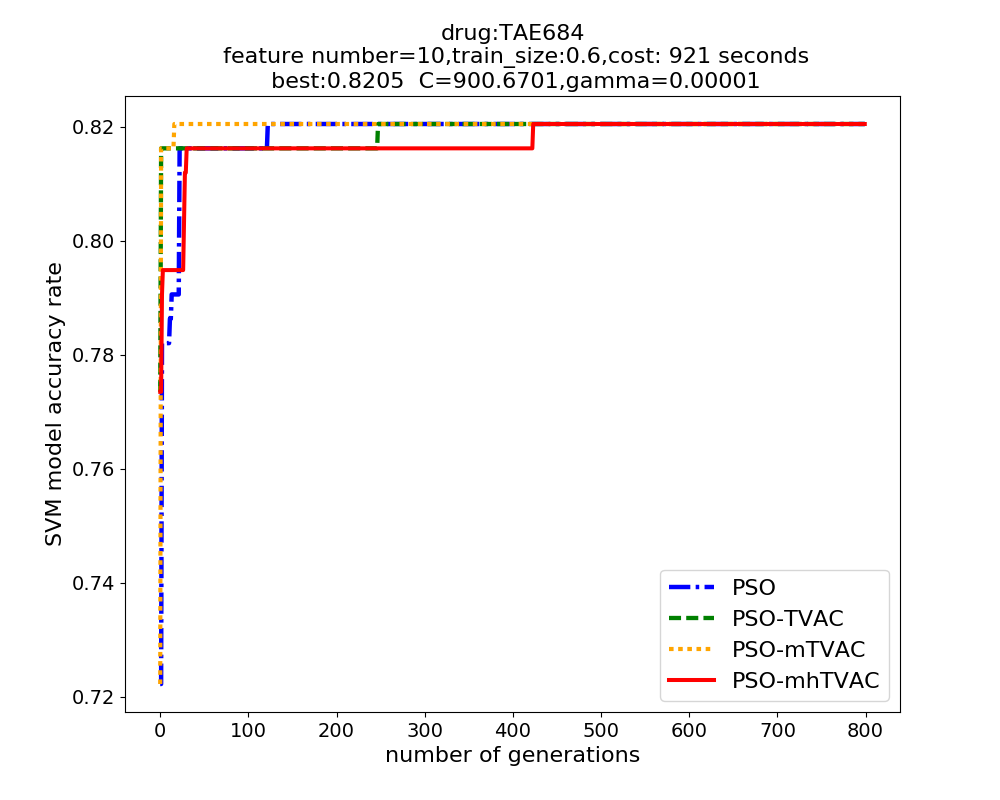 drug:TAE684
feature number=10,train_size:0.6,cost: 921 seconds
best:0.8205  C=900.6701,gamma=0.00001
0.82
0.80
0.78
0.76
0.74
0.72
SVM model accuracy rate
PSO
PSO-TVAC
PSO-mTVAC
PSO-mhTVAC
0 100 200 300 400 500 600 700 800
number of generations